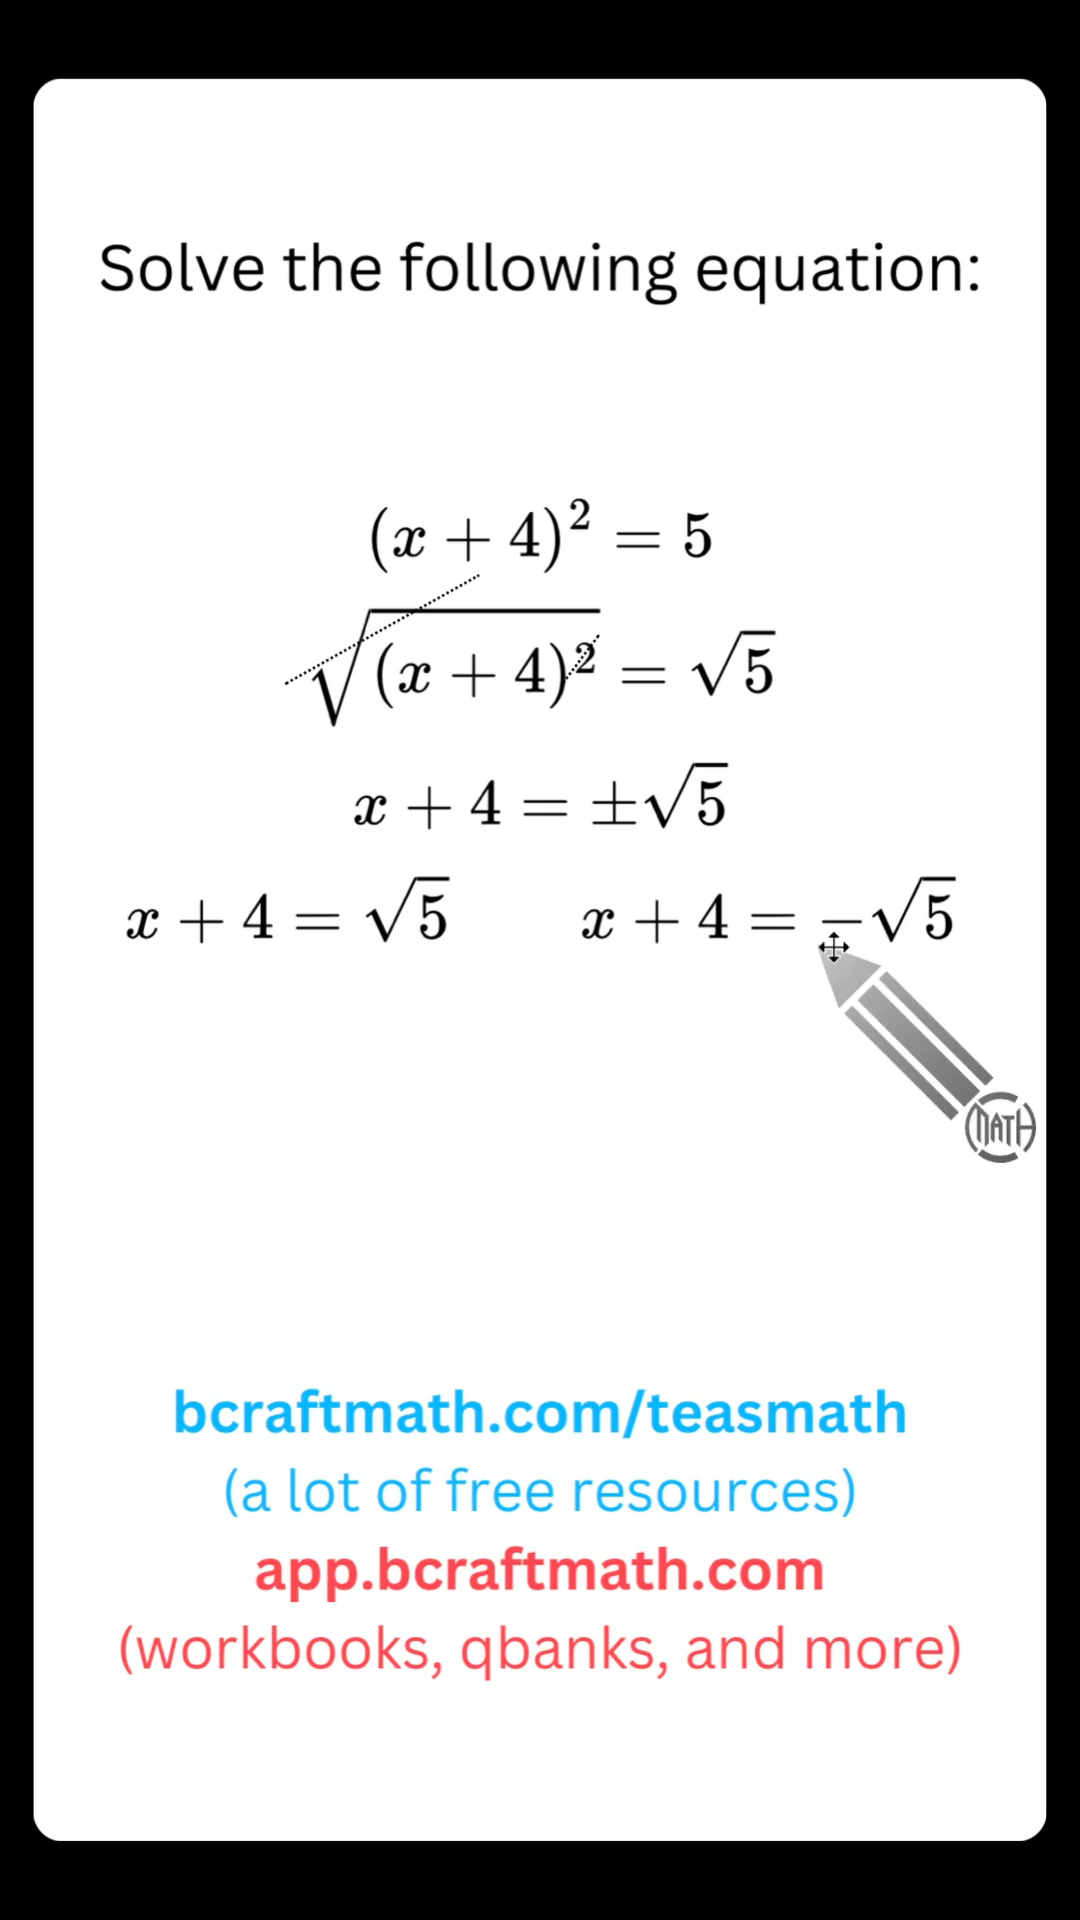 Solve the following equation:
(x + 4)² = 5
√(x + 4)² = √5
x + 4 = ±√5
x + 4 = √5
x + 4 = −√5
MATH
bcraftmath.com/teasmath
(a lot of free resources)
app.bcraftmath.com
(workbooks, qbanks, and more)